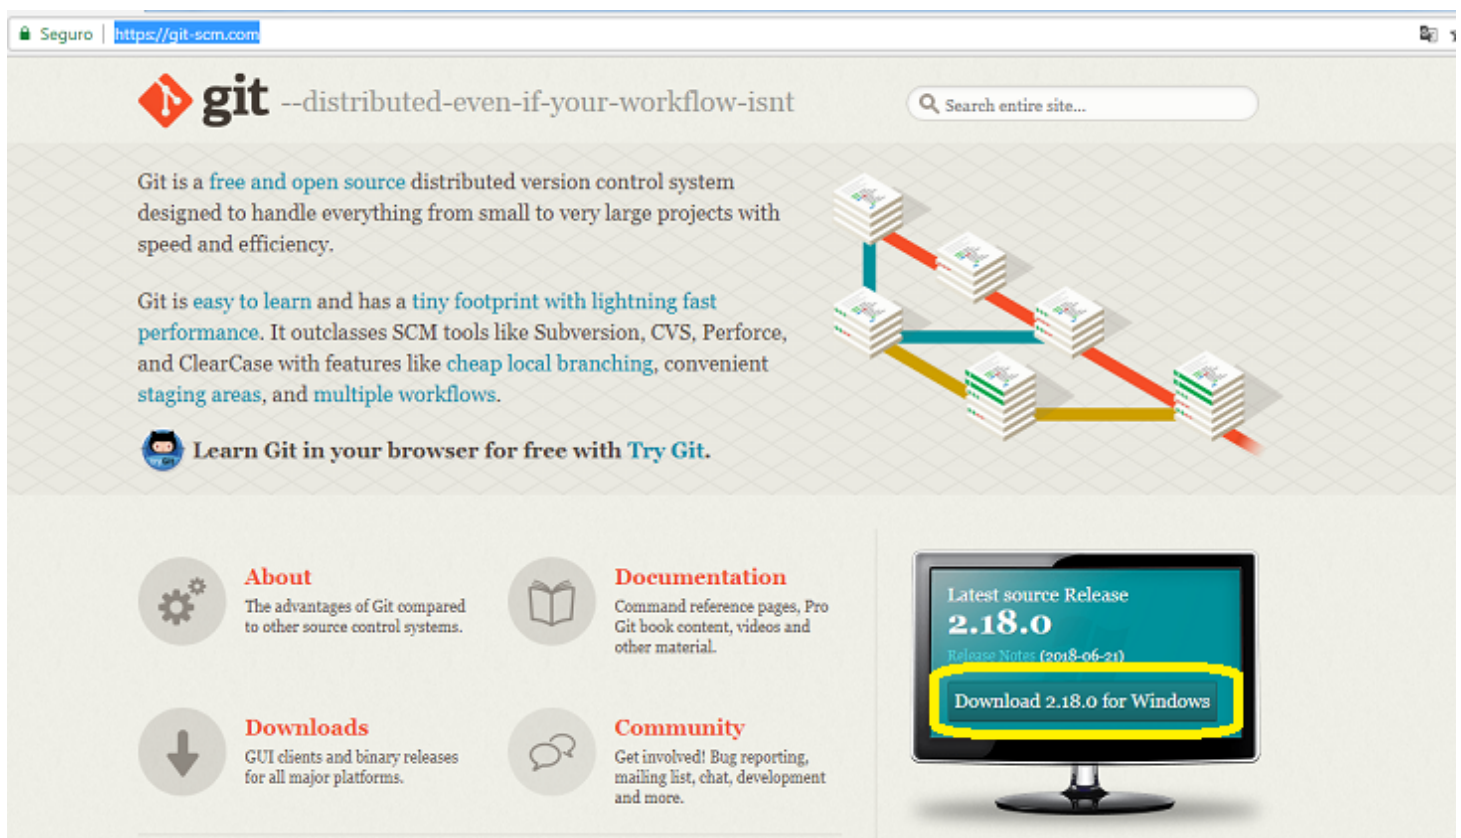 Seguro
https://git-scm.com
git --distributed-even-if-your-workflow-isnt
Search entire site...
Git is a free and open source distributed version control system
designed to handle everything from small to very large projects with
speed and efficiency.
Git is easy to learn and has a tiny footprint with lightning fast
performance. It outclasses SCM tools like Subversion, CVS, Perforce,
and ClearCase with features like cheap local branching, convenient
staging areas, and multiple workflows.
Learn Git in your browser for free with Try Git.
About
The advantages of Git compared
to other source control systems.
Documentation
Command reference pages, Pro
Git book content, videos and
other material.
Downloads
GUI clients and binary releases
for all major platforms.
Community
Get involved! Bug reporting,
mailing list, chat, development
and more.
Latest source Release
2.18.0
Release Notes (2018-06-21)
Download 2.18.0 for Windows